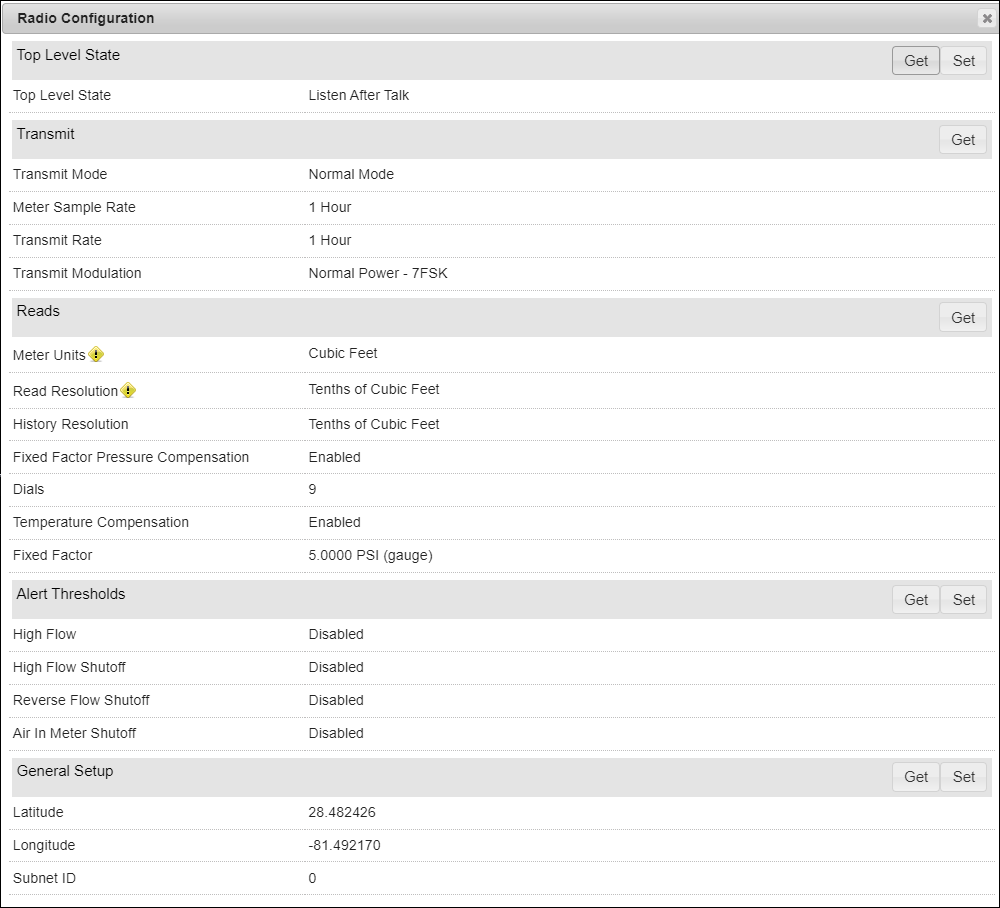 Radio Configuration
Top Level State Get Set
Top Level State Listen After Talk
Transmit Get
Transmit Mode Normal Mode
Meter Sample Rate 1 Hour
Transmit Rate 1 Hour
Transmit Modulation Normal Power - 7FSK
Reads Get
Meter Units Cubic Feet
Read Resolution Tenths of Cubic Feet
History Resolution Tenths of Cubic Feet
Fixed Factor Pressure Compensation Enabled
Dials 9
Temperature Compensation Enabled
Fixed Factor 5.0000 PSI (gauge)
Alert Thresholds Get Set
High Flow Disabled
High Flow Shutoff Disabled
Reverse Flow Shutoff Disabled
Air In Meter Shutoff Disabled
General Setup Get Set
Latitude 28.482426
Longitude -81.492170
Subnet ID 0